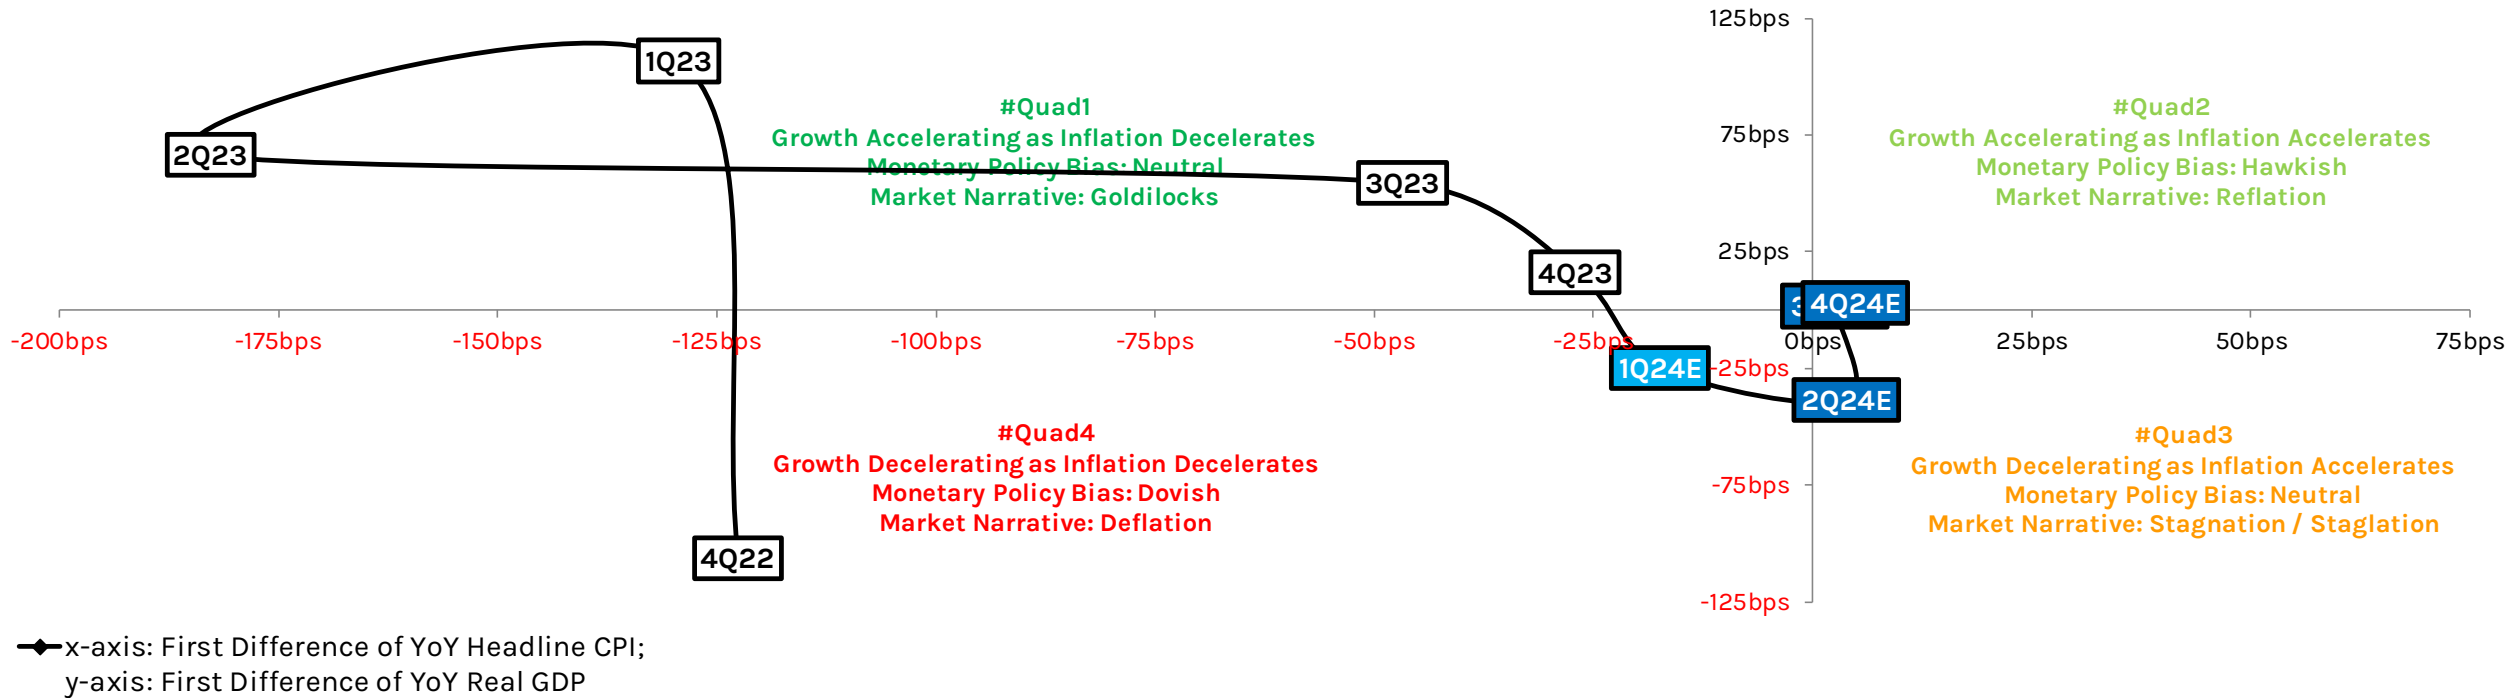 125bps
1Q23
#Quad1
#Quad2
Growth Accelerating as Inflation Decelerates
Growth Accelerating as Inflation Accelerates
75bps
2Q23
Monetary Policy Bias: Neutral
Monetary Policy Bias: Hawkish
3Q23
Market Narrative: Goldilocks
Market Narrative: Reflation
25bps
4Q23
3
4Q24E
-200bps
-175bps
-150bps
-125bps
-100bps
-75bps
-50bps
-25bps
0bps
25bps
50bps
75bps
1Q24E
-25bps
2Q24E
#Quad4
#Quad3
Growth Decelerating as Inflation Decelerates
Growth Decelerating as Inflation Accelerates
-75bps
Monetary Policy Bias: Dovish
Monetary Policy Bias: Neutral
Market Narrative: Deflation
Market Narrative: Stagnation / Staglation
4Q22
-125bps
x-axis: First Difference of YoY Headline CPI;
y-axis: First Difference of YoY Real GDP